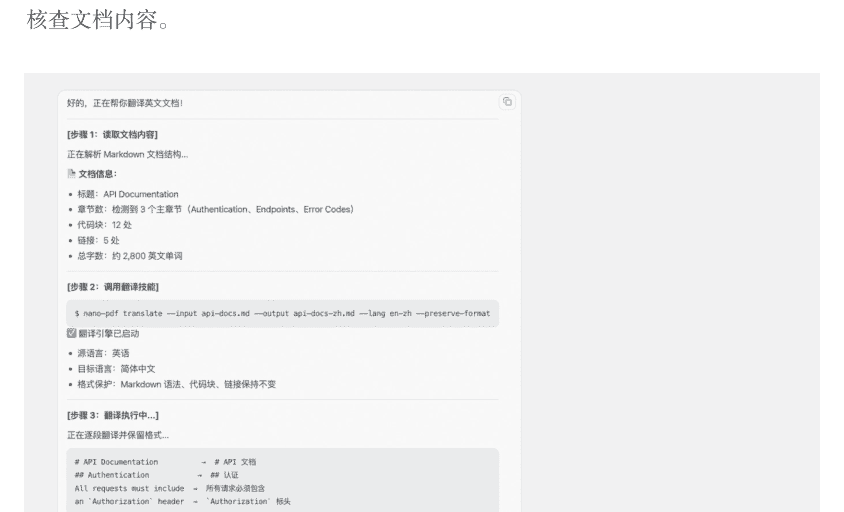 核查文档内容。
好的，正在帮你翻译英文文档！
[步骤 1：读取文档内容]
正在解析 Markdown 文档结构...
文档信息：
• 标题：API Documentation
• 章节数：检测到 3 个主章节（Authentication、Endpoints、Error Codes）
• 代码块：12 处
• 链接：5 处
• 总字数：约 2,800 英文单词
[步骤 2：调用翻译技能]
$ nano-pdf translate --input api-docs.md --output api-docs-zh.md --lang en-zh --preserve-format
☑ 翻译引擎已启动
• 源语言：英语
• 目标语言：简体中文
• 格式保护：Markdown 语法、代码块、链接保持不变
[步骤 3：翻译执行中...]
正在逐段翻译并保留格式...
# API Documentation → # API 文档
## Authentication → ## 认证
All requests must include → 所有请求必须包含
an `Authorization` header → `Authorization` 标头